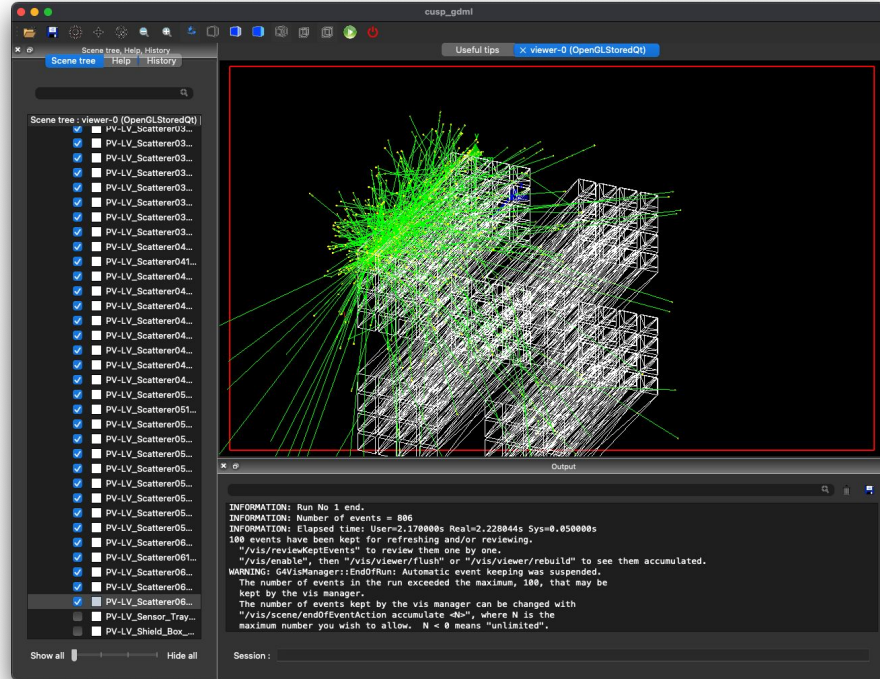 cusp_gdml
Scene tree, Help, History
Scene tree
Help
History
Useful tips
viewer-0 (OpenGLStoredQt)
Scene tree : viewer-0 (OpenGLStoredQt)
PV-LV_Scatterer03...
PV-LV_Scatterer03...
PV-LV_Scatterer03...
PV-LV_Scatterer03...
PV-LV_Scatterer03...
PV-LV_Scatterer03...
PV-LV_Scatterer03...
PV-LV_Scatterer03...
PV-LV_Scatterer04...
PV-LV_Scatterer041...
PV-LV_Scatterer04...
PV-LV_Scatterer04...
PV-LV_Scatterer04...
PV-LV_Scatterer04...
PV-LV_Scatterer04...
PV-LV_Scatterer04...
PV-LV_Scatterer04...
PV-LV_Scatterer04...
PV-LV_Scatterer05...
PV-LV_Scatterer051...
PV-LV_Scatterer05...
PV-LV_Scatterer05...
PV-LV_Scatterer05...
PV-LV_Scatterer05...
PV-LV_Scatterer05...
PV-LV_Scatterer05...
PV-LV_Scatterer05...
PV-LV_Scatterer05...
PV-LV_Scatterer06...
PV-LV_Scatterer061...
PV-LV_Scatterer06...
PV-LV_Scatterer06...
PV-LV_Scatterer06...
PV-LV_Sensor_Tray...
PV-LV_Shield_Box_...
Show all
Hide all
Output
INFORMATION: Run No 1 end.
INFORMATION: Number of events = 806
INFORMATION: Elapsed time: User=2.170000s Real=2.228044s Sys=0.050000s
100 events have been kept for refreshing and/or reviewing.
"/vis/reviewKeptEvents" to review them one by one.
"/vis/enable", then "/vis/viewer/flush" or "/vis/viewer/rebuild" to see them accumulated.
WARNING: G4VisManager::EndOfRun: Automatic event keeping was suspended.
The number of events in the run exceeded the maximum, 100, that may be
kept by the vis manager.
The number of events kept by the vis manager can be changed with
"/vis/scene/endOfEventAction accumulate <N>", where N is the
maximum number you wish to allow. N < 0 means "unlimited".
Session :